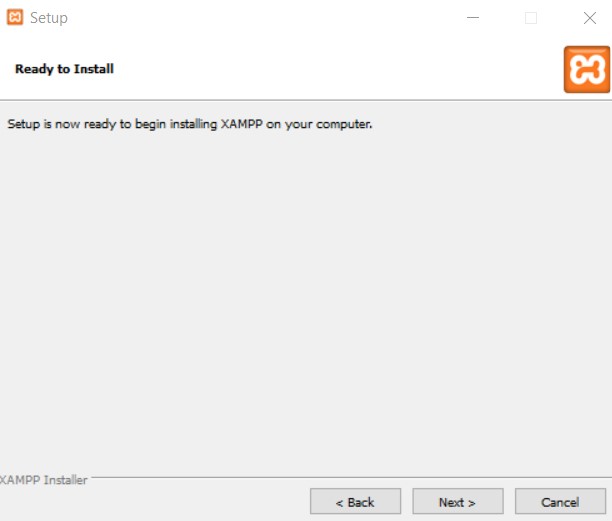 Setup
Ready to Install
Setup is now ready to begin installing XAMPP on your computer.
XAMPP Installer
< Back
Next >
Cancel